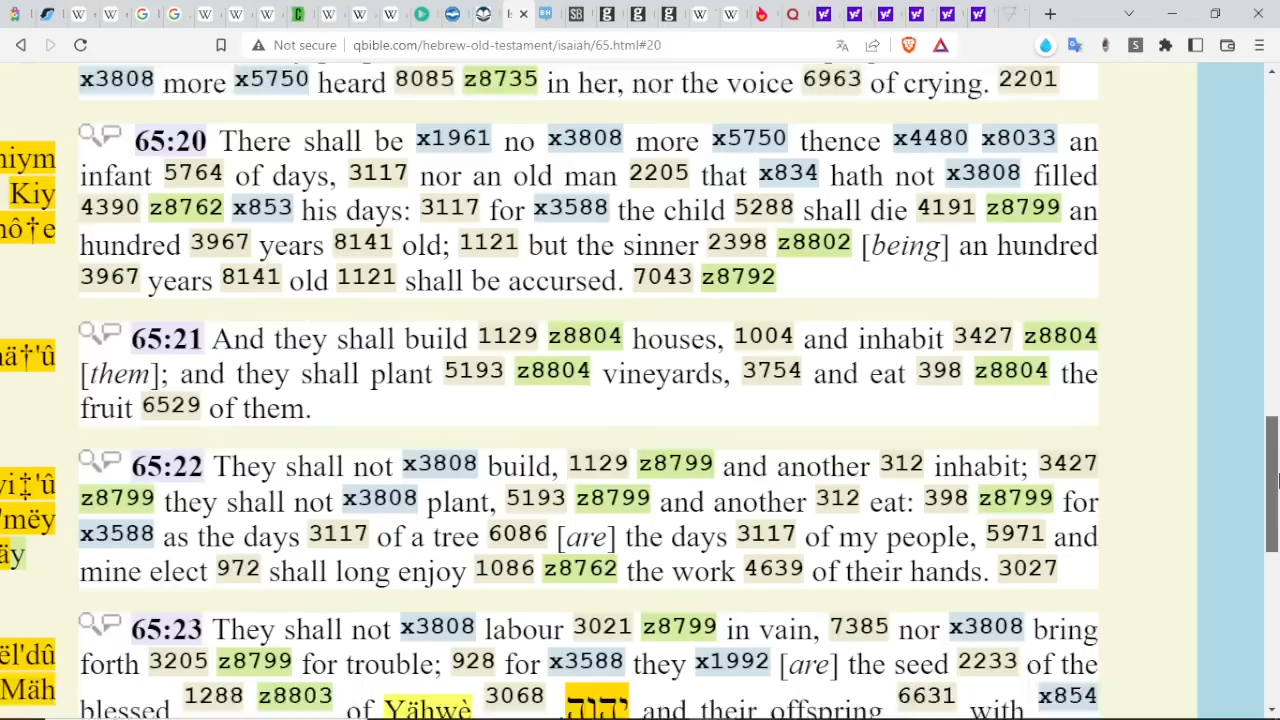 Not secure qbible.com/hebrew-old-testament/isaiah/65.html#20
x3808 more x5750 heard 8085 z8735 in her, nor the voice 6963 of crying. 2201
65:20 There shall be x1961 no x3808 more x5750 thence x4480 x8033 an
infant 5764 of days, 3117 nor an old man 2205 that x834 hath not x3808 filled
4390 z8762 x853 his days: 3117 for x3588 the child 5288 shall die 4191 z8799 an
hundred 3967 years 8141 old; 1121 but the sinner 2398 z8802 [being] an hundred
3967 years 8141 old 1121 shall be accursed. 7043 z8792
65:21 And they shall build 1129 z8804 houses, 1004 and inhabit 3427 z8804
[them]; and they shall plant 5193 z8804 vineyards, 3754 and eat 398 z8804 the
fruit 6529 of them.
65:22 They shall not x3808 build, 1129 z8799 and another 312 inhabit; 3427
z8799 they shall not x3808 plant, 5193 z8799 and another 312 eat: 398 z8799 for
x3588 as the days 3117 of a tree 6086 [are] the days 3117 of my people, 5971 and
mine elect 972 shall long enjoy 1086 z8762 the work 4639 of their hands. 3027
65:23 They shall not x3808 labour 3021 z8799 in vain, 7385 nor x3808 bring
forth 3205 z8799 for trouble; 928 for x3588 they x1992 [are] the seed 2233 of the
blessed 1288 z8803 of Yähwè 3068 יהוה and their offspring 6631 with x854
Kiy
Mäh